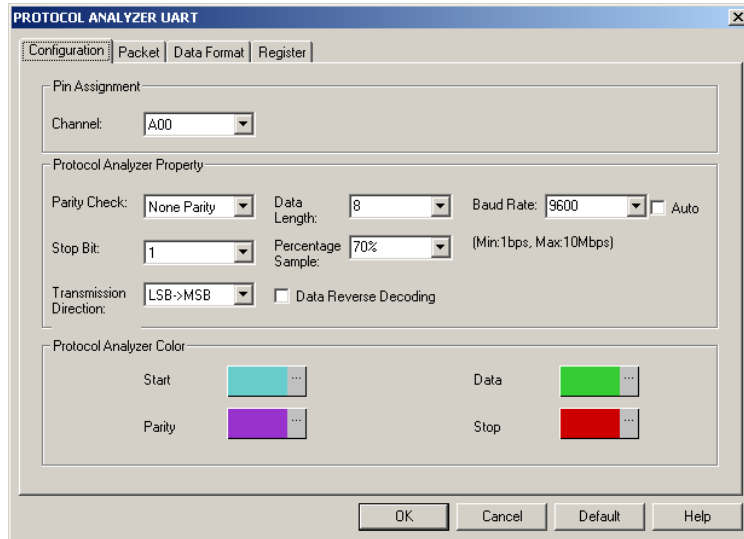 PROTOCOL ANALYZER UART
Configuration Packet Data Format Register
Pin Assignment
Channel: A00
Protocol Analyzer Property
Parity Check: None Parity Data Length: 8 Baud Rate: 9600 Auto
Stop Bit: 1 Percentage Sample: 70% (Min:1bps, Max:10Mbps)
Transmission Direction: LSB->MSB Data Reverse Decoding
Protocol Analyzer Color
Start ... Data ...
Parity ... Stop ...
OK Cancel Default Help